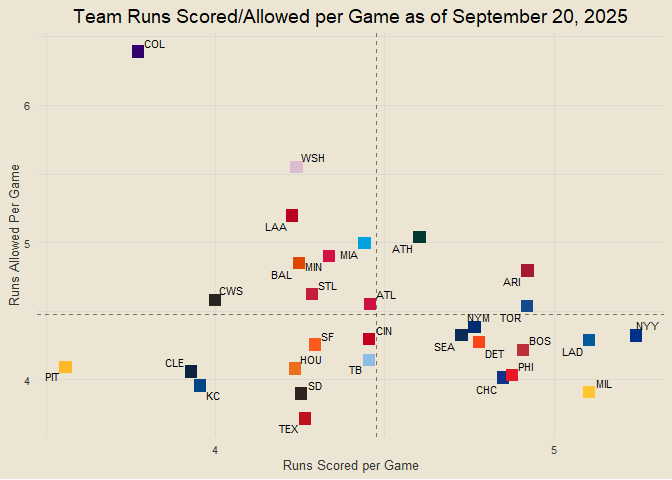 Team Runs Scored/Allowed per Game as of September 20, 2025
COL
6
WSH
LAA
5
ATH
MIA
MIN
BAL
ARI
STL
CWS
ATL
TOR
NYM
NYY
CIN
SEA
SF
BOS
LAD
DET
HOU
TB
CLE
PIT
PHI
4
KC
SD
CHC
MIL
TEX
4
5
Runs Scored per Game
Runs Allowed Per Game